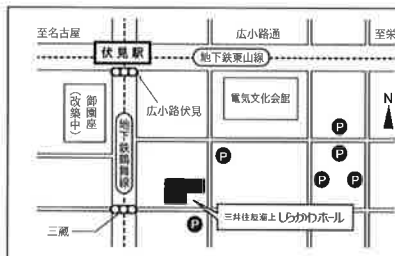 至名古屋
広小路通
至栄
伏見駅
地下鉄東山線
御園座
(改築中)
広小路伏見
電気文化会館
N
地下鉄鶴舞線
P
P
P
P
P
三井住友海上 しらかわホール
三蔵
P